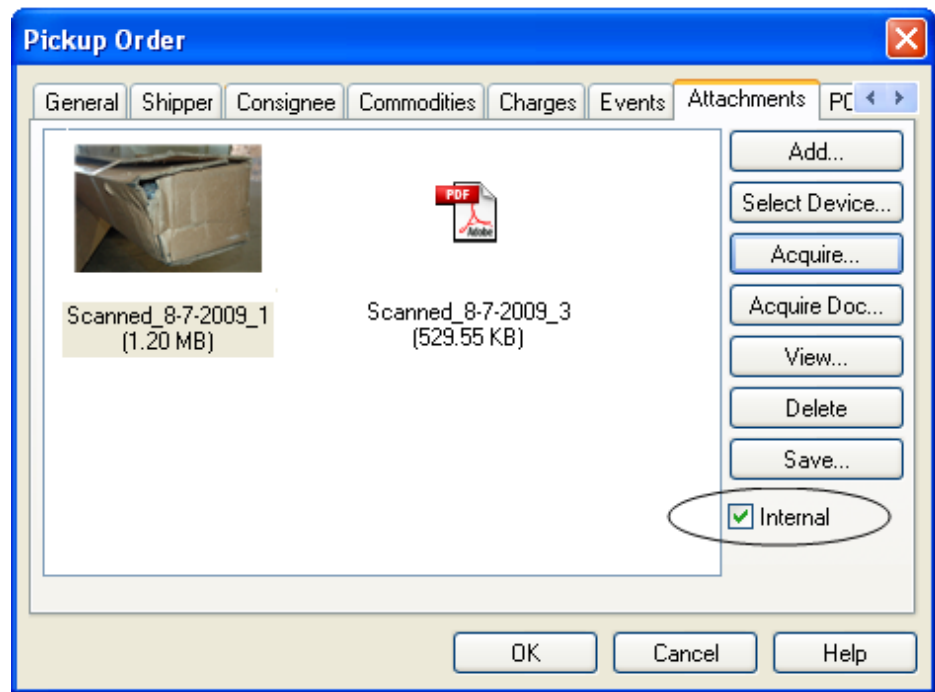 Pickup Order
General Shipper Consignee Commodities Charges Events Attachments
Add...
Select Device...
Acquire...
Acquire Doc...
View...
Delete
Save...
Internal
PDF
Adobe
Scanned_8-7-2009_1
(1.20 MB)
Scanned_8-7-2009_3
(529.55 KB)
OK Cancel Help